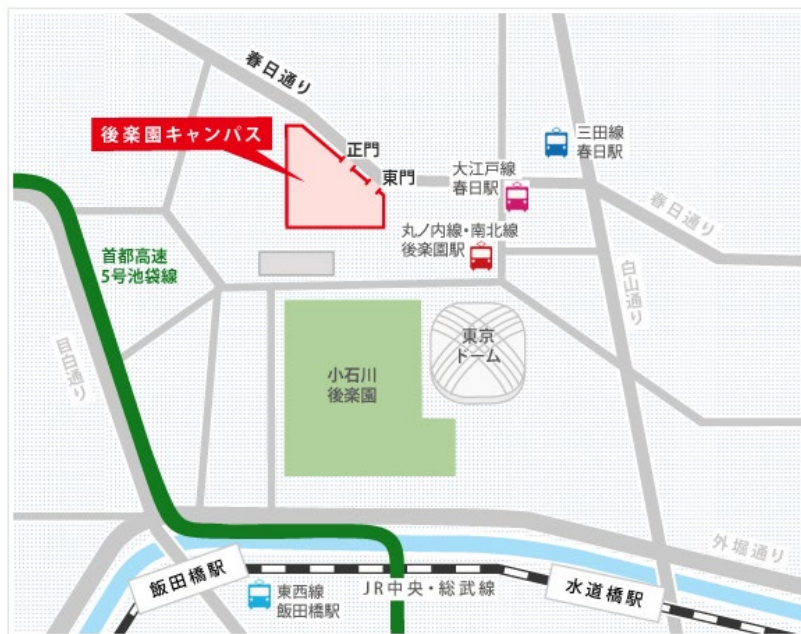 春日通り
後楽園キャンパス
正門
東門
三田線
春日駅
大江戸線
春日駅
丸ノ内線・南北線
後楽園駅
春日通り
首都高速
5号池袋線
白山通り
目白通り
東京
ドーム
小石川
後楽園
外堀通り
飯田橋駅
東西線
飯田橋駅
JR中央・総武線
水道橋駅